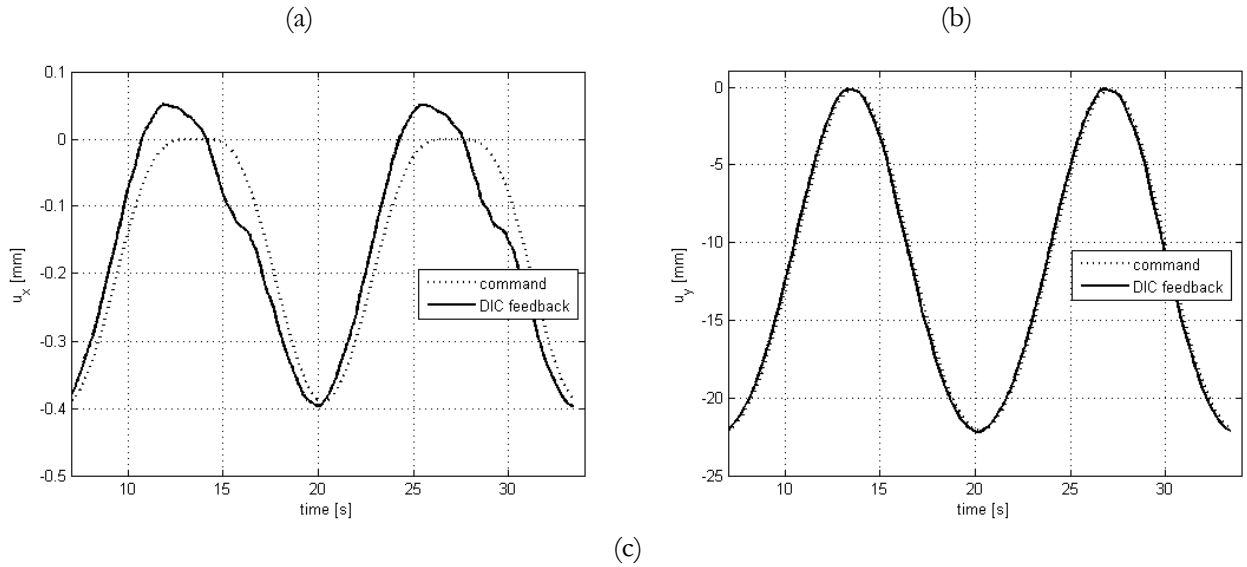 (a)
(b)
0.1
0
-0.1
-0.2
-0.3
-0.4
-0.5
u_x [mm]
10
15
20
25
30
time [s]
command
DIC feedback
0
-5
-10
-15
-20
-25
u_y [mm]
10
15
20
25
30
time [s]
command
DIC feedback
(c)